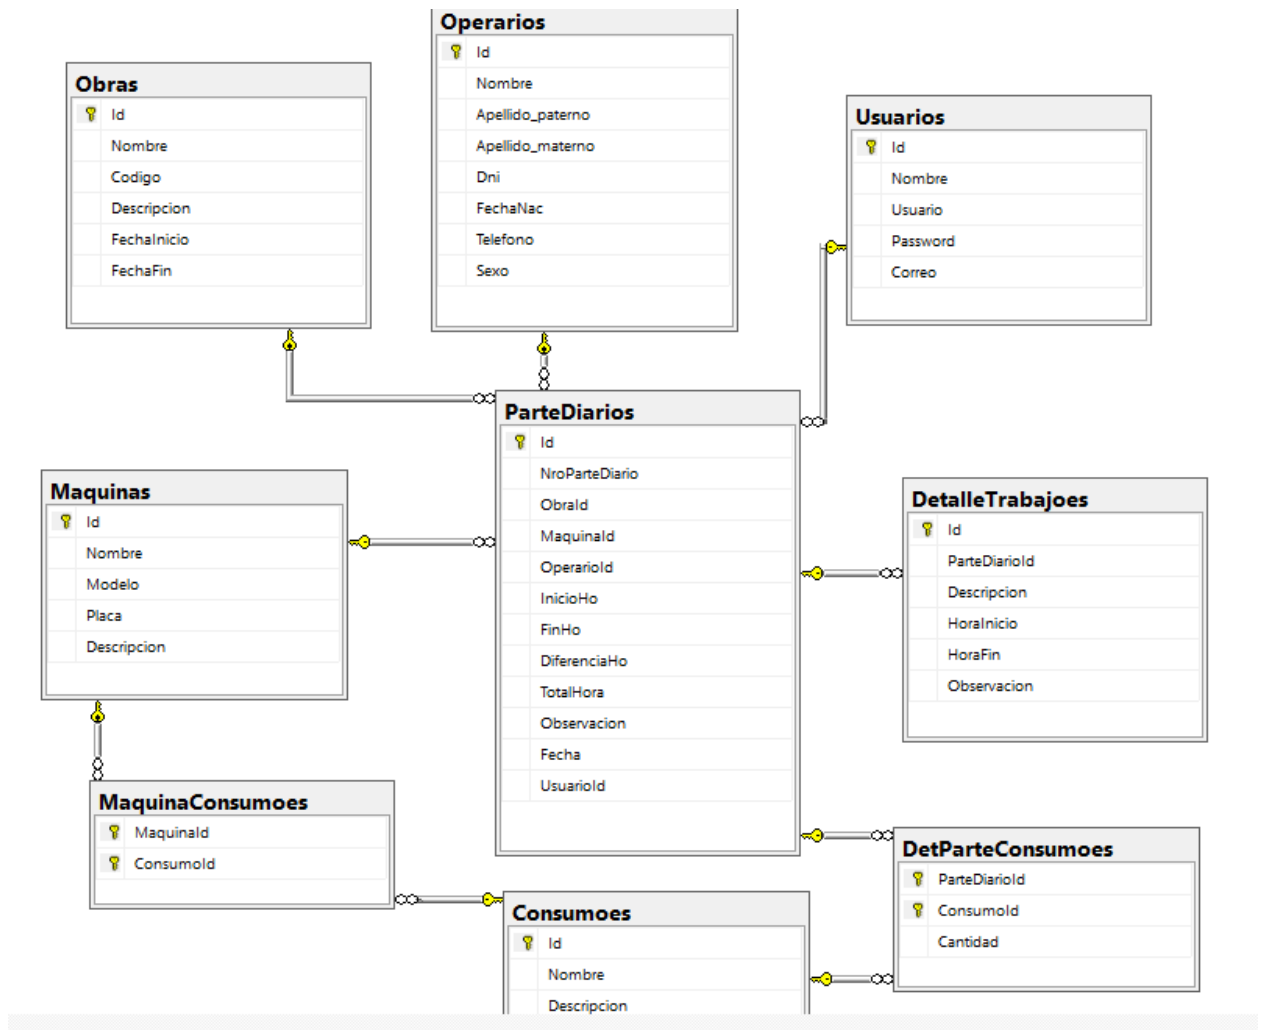 Operarios
Id
Nombre
Apellido_paterno
Apellido_materno
Dni
FechaNac
Telefono
Sexo
Obras
Id
Nombre
Codigo
Descripcion
FechaInicio
FechaFin
Usuarios
Id
Nombre
Usuario
Password
Correo
ParteDiarios
Id
NroParteDiario
ObraId
MaquinaId
OperarioId
InicioHo
FinHo
DiferenciaHo
TotalHora
Observacion
Fecha
UsuarioId
Maquinas
Id
Nombre
Modelo
Placa
Descripcion
DetalleTrabajoes
Id
ParteDiarioId
Descripcion
HoraInicio
HoraFin
Observacion
MaquinaConsumoes
MaquinaId
ConsumoId
DetParteConsumoes
ParteDiarioId
ConsumoId
Cantidad
Consumoes
Id
Nombre
Descripcion